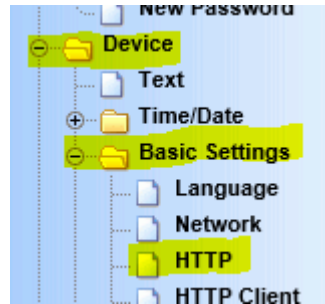 New Password
Device
Text
Time/Date
Basic Settings
Language
Network
HTTP
HTTP Client